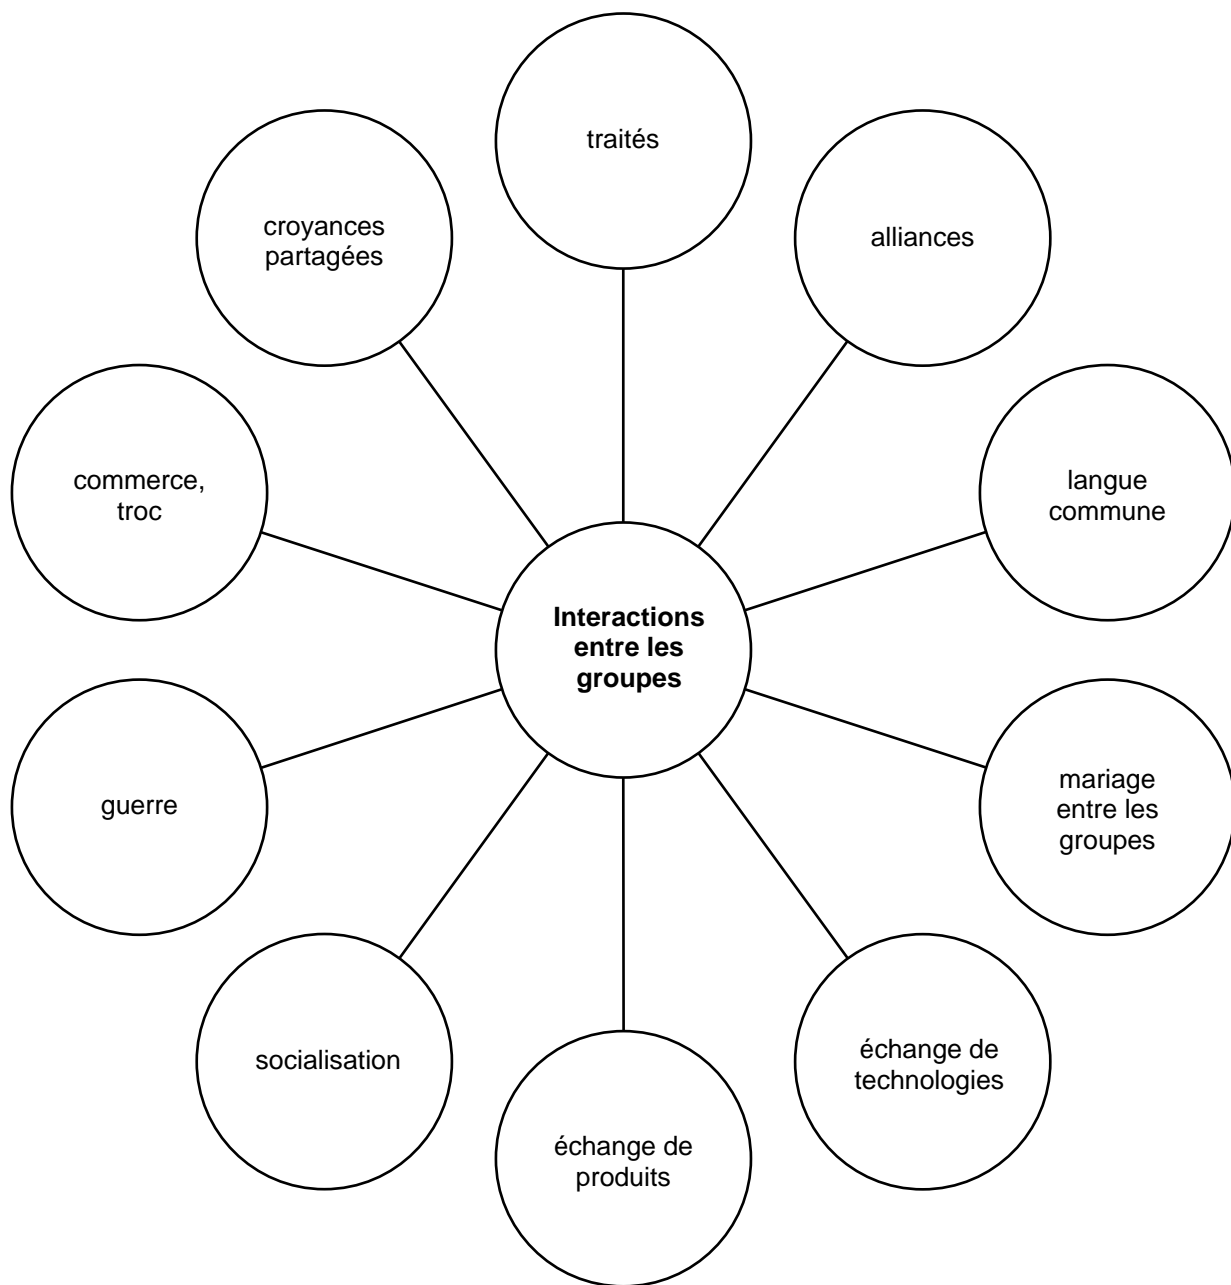 traités
croyances
partagées
alliances
commerce,
troc
langue
commune
Interactions
entre les
groupes
guerre
mariage
entre les
groupes
socialisation
échange de
technologies
échange de
produits